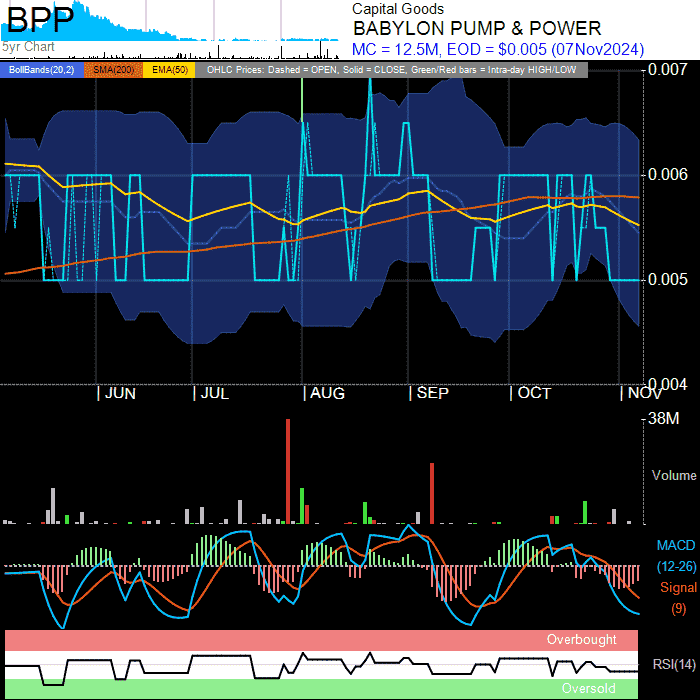 BPP
5yr Chart
Capital Goods
BABYLON PUMP & POWER
MC = 12.5M, EOD = $0.005 (07Nov2024)
BollBands(20,2) SMA(200) EMA(50) OHLC Prices: Dashed = OPEN, Solid = CLOSE, Green/Red bars = Intra-day HIGH/LOW
0.007
0.006
0.005
0.004
JUN JUL AUG SEP OCT NOV
38M
Volume
MACD
(12-26)
Signal
(9)
Overbought
RSI(14)
Oversold